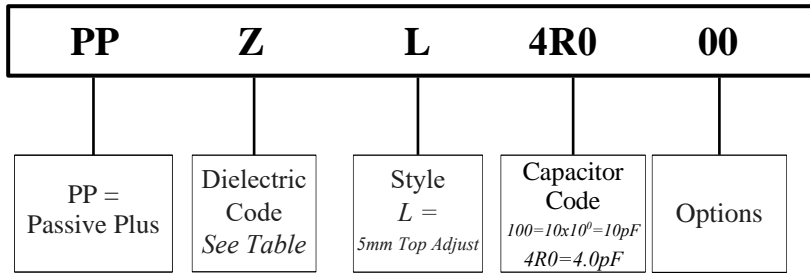 PP Z L 4R0 00
PP =
Passive Plus
Dielectric
Code
See Table
Style
L =
5mm Top Adjust
Capacitor
Code
100=10x10⁰=10pF
4R0=4.0pF
Options